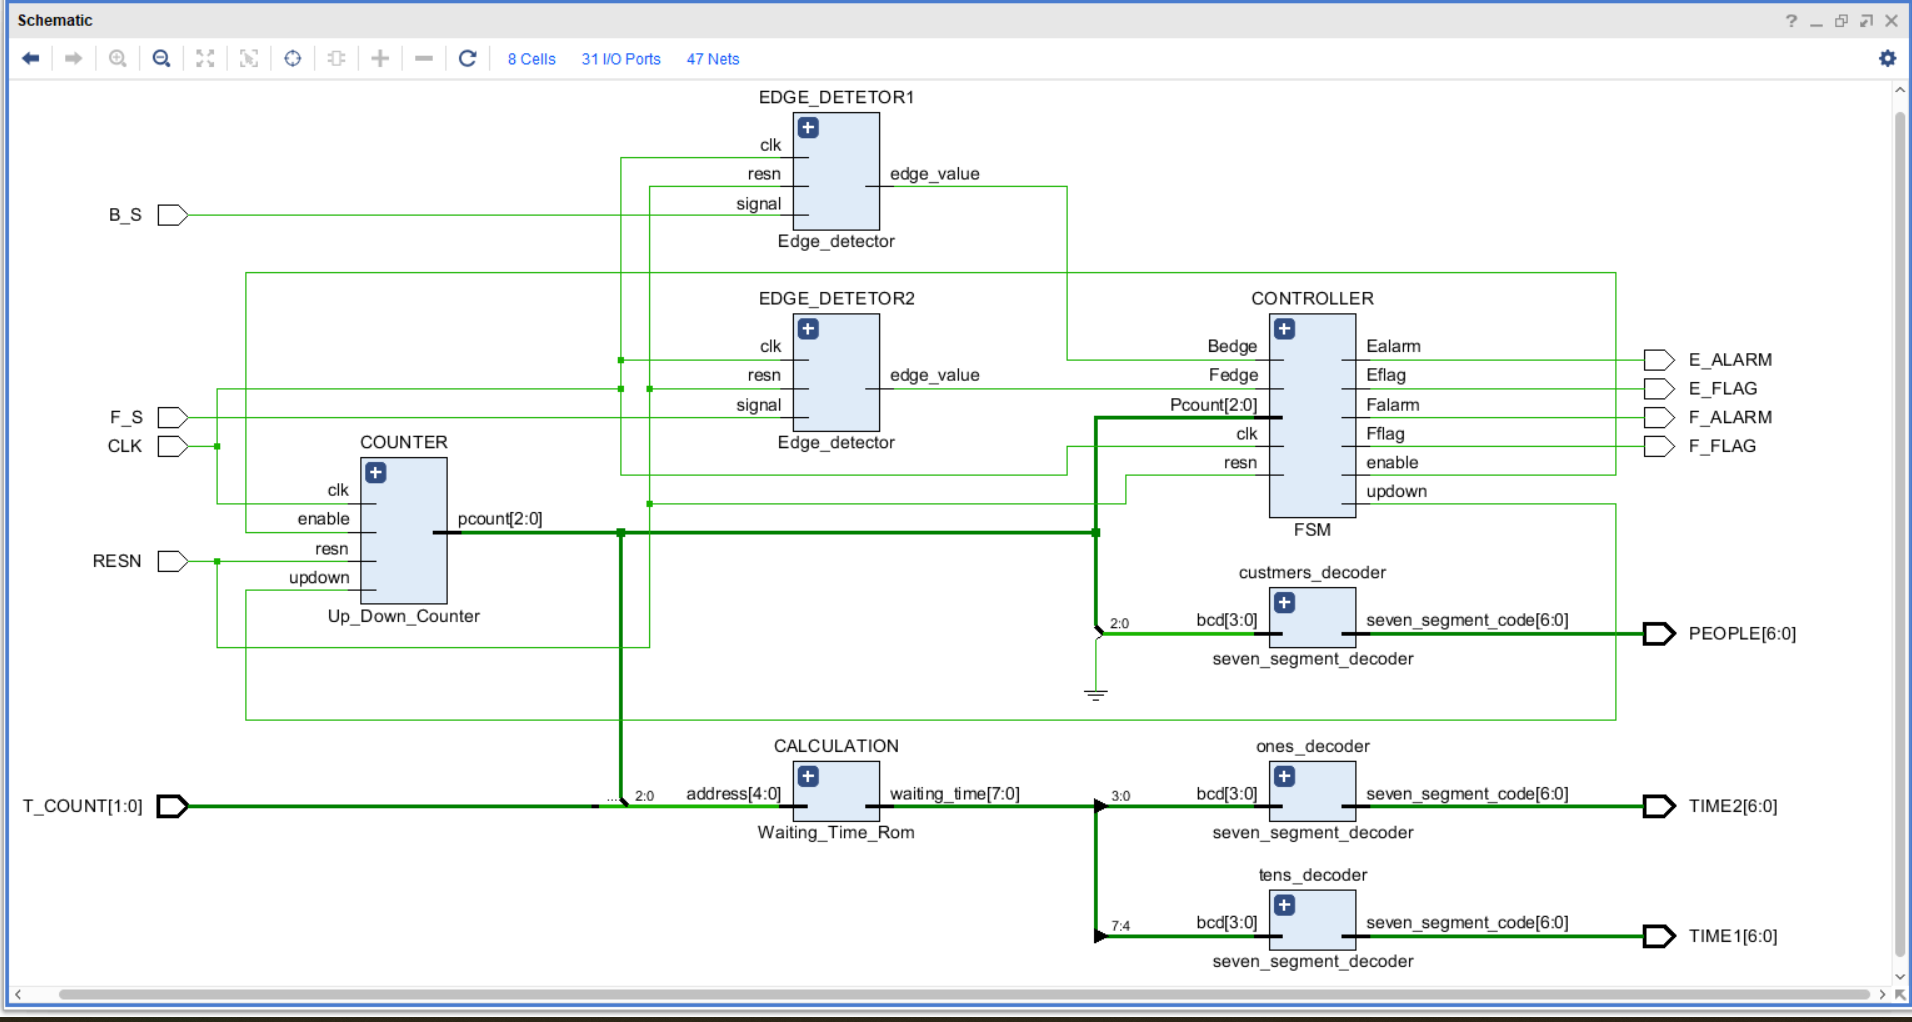 Schematic
8 Cells 31 I/O Ports 47 Nets
EDGE_DETETOR1
clk
resn edge_value
signal
B_S
Edge_detector
EDGE_DETETOR2 CONTROLLER
clk Bedge Ealarm E_ALARM
resn edge_value Fedge Eflag E_FLAG
signal Pcount[2:0] Falarm F_ALARM
F_S
CLK COUNTER Edge_detector clk Fflag F_FLAG
resn enable
clk updown
enable pcount[2:0]
resn FSM
RESN
updown custmers_decoder
Up_Down_Counter 2:0 bcd[3:0] seven_segment_code[6:0] PEOPLE[6:0]
seven_segment_decoder
CALCULATION ones_decoder
T_COUNT[1:0] ... 2:0 address[4:0] waiting_time[7:0] 3:0 bcd[3:0] seven_segment_code[6:0] TIME2[6:0]
Waiting_Time_Rom seven_segment_decoder
tens_decoder
7:4 bcd[3:0] seven_segment_code[6:0] TIME1[6:0]
seven_segment_decoder